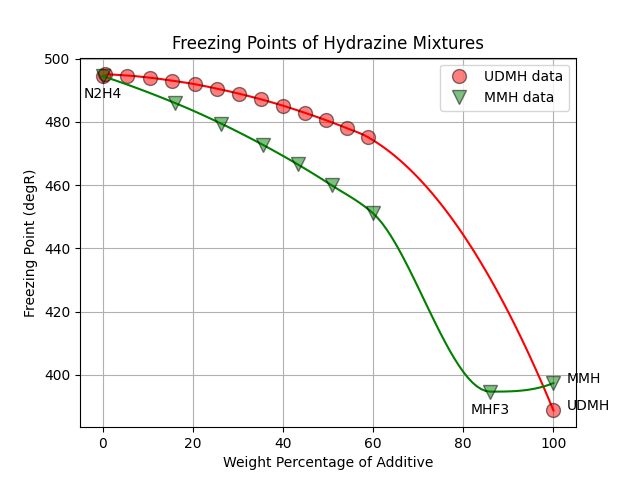 Freezing Points of Hydrazine Mixtures
500
480
460
440
420
400
Freezing Point (degR)
UDMH data
MMH data
N2H4
MMH
UDMH
MHF3
0 20 40 60 80 100
Weight Percentage of Additive